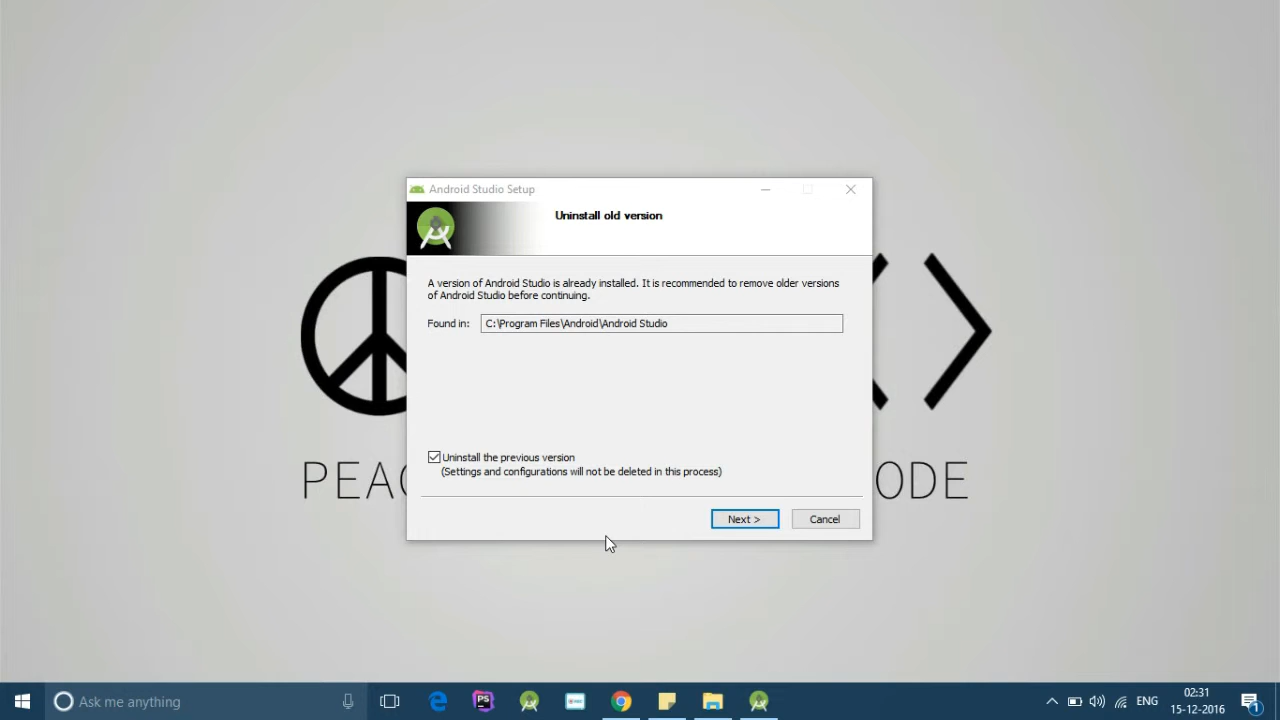 Android Studio Setup
Uninstall old version
A version of Android Studio is already installed. It is recommended to remove older versions
of Android Studio before continuing.
Found in: C:\Program Files\Android\Android Studio
Uninstall the previous version
(Settings and configurations will not be deleted in this process)
Next >
Cancel
PEAC
ODE
Ask me anything
PS
ENG
02:31
15-12-2016
1